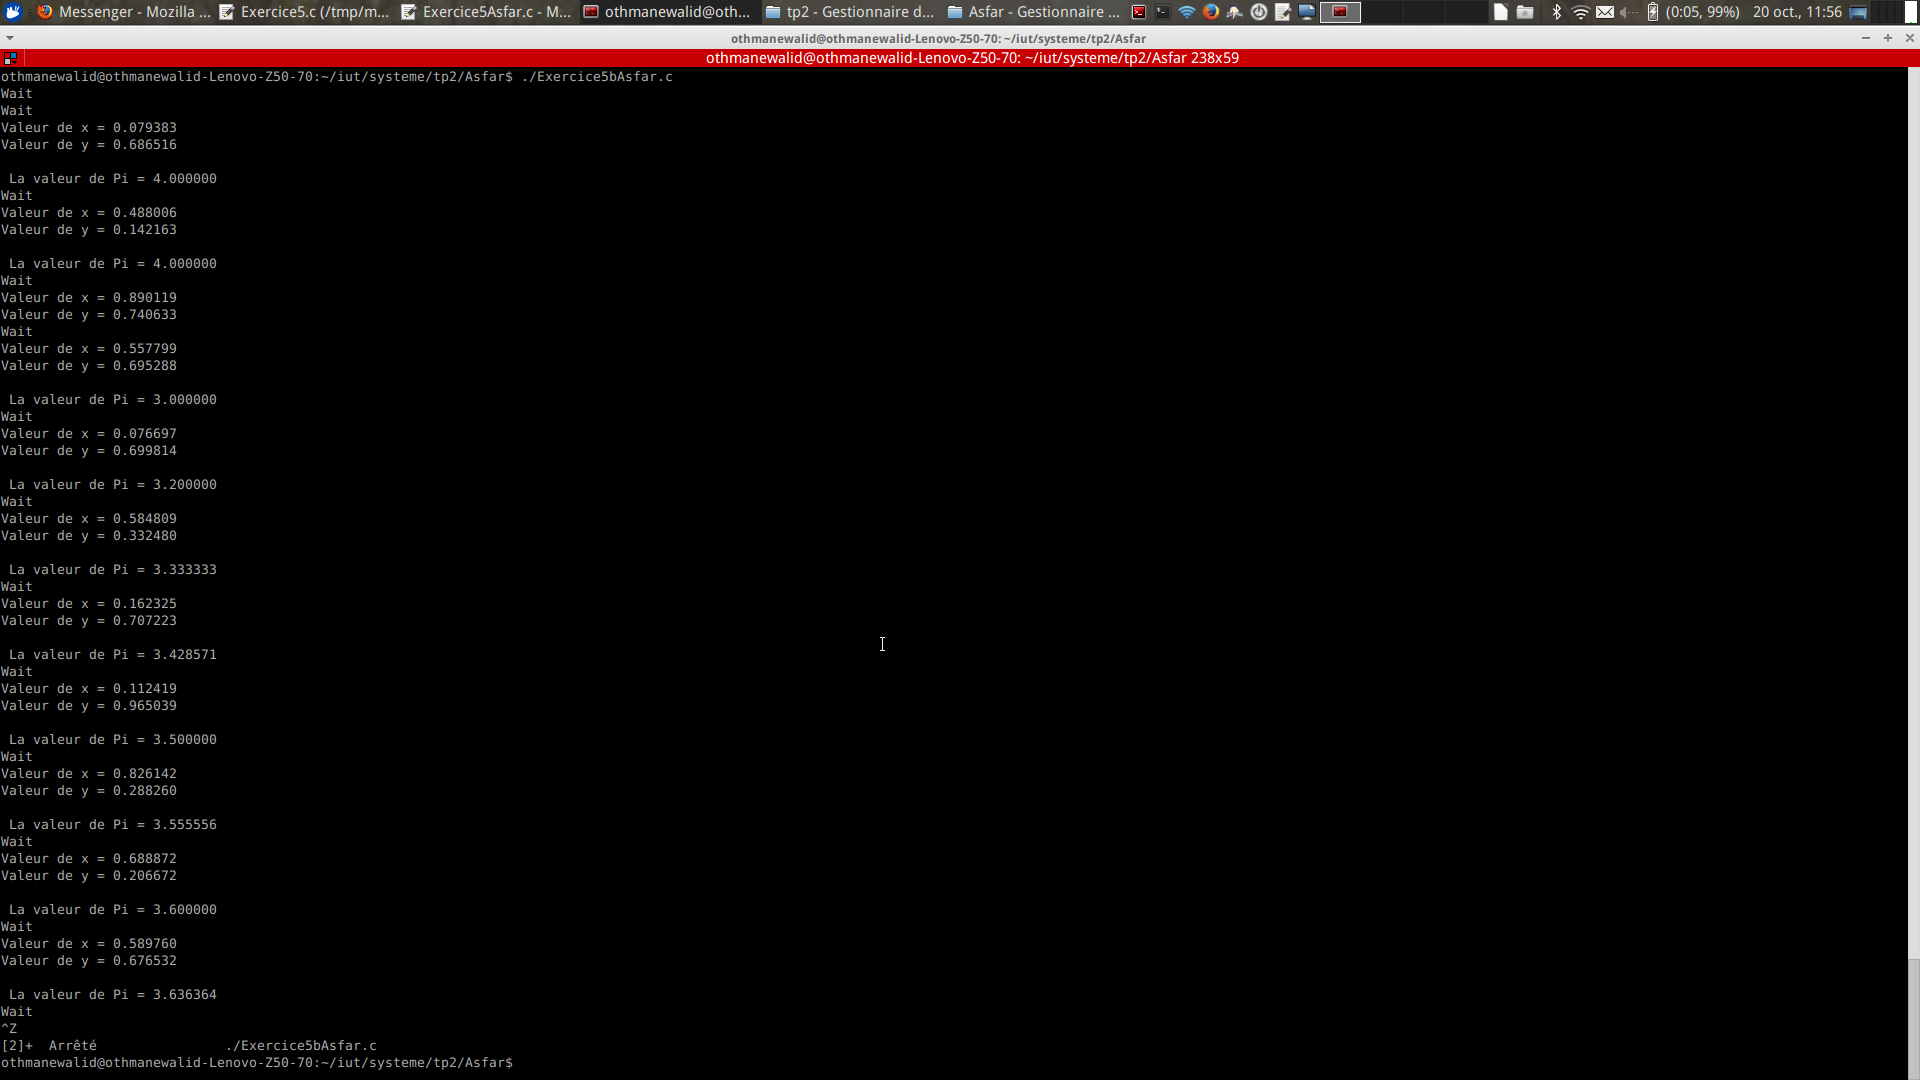 Messenger - Mozilla ...
Exercice5.c (/tmp/m...
Exercice5Asfar.c - M...
othmanewalid@oth...
tp2 - Gestionnaire d...
Asfar - Gestionnaire ...
(0:05, 99%)
20 oct., 11:56
othmanewalid@othmanewalid-Lenovo-Z50-70: ~/iut/systeme/tp2/Asfar
othmanewalid@othmanewalid-Lenovo-Z50-70: ~/iut/systeme/tp2/Asfar 238x59
othmanewalid@othmanewalid-Lenovo-Z50-70:~/iut/systeme/tp2/Asfar$ ./Exercice5bAsfar.c
Wait
Wait
Valeur de x = 0.079383
Valeur de y = 0.686516
La valeur de Pi = 4.000000
Wait
Valeur de x = 0.488006
Valeur de y = 0.142163
La valeur de Pi = 4.000000
Wait
Valeur de x = 0.890119
Valeur de y = 0.740633
Wait
Valeur de x = 0.557799
Valeur de y = 0.695288
La valeur de Pi = 3.000000
Wait
Valeur de x = 0.076697
Valeur de y = 0.699814
La valeur de Pi = 3.200000
Wait
Valeur de x = 0.584809
Valeur de y = 0.332480
La valeur de Pi = 3.333333
Wait
Valeur de x = 0.162325
Valeur de y = 0.707223
La valeur de Pi = 3.428571
Wait
Valeur de x = 0.112419
Valeur de y = 0.965039
La valeur de Pi = 3.500000
Wait
Valeur de x = 0.826142
Valeur de y = 0.288260
La valeur de Pi = 3.555556
Wait
Valeur de x = 0.688872
Valeur de y = 0.206672
La valeur de Pi = 3.600000
Wait
Valeur de x = 0.589760
Valeur de y = 0.676532
La valeur de Pi = 3.636364
Wait
^Z
[2]+  Arrêté                ./Exercice5bAsfar.c
othmanewalid@othmanewalid-Lenovo-Z50-70:~/iut/systeme/tp2/Asfar$